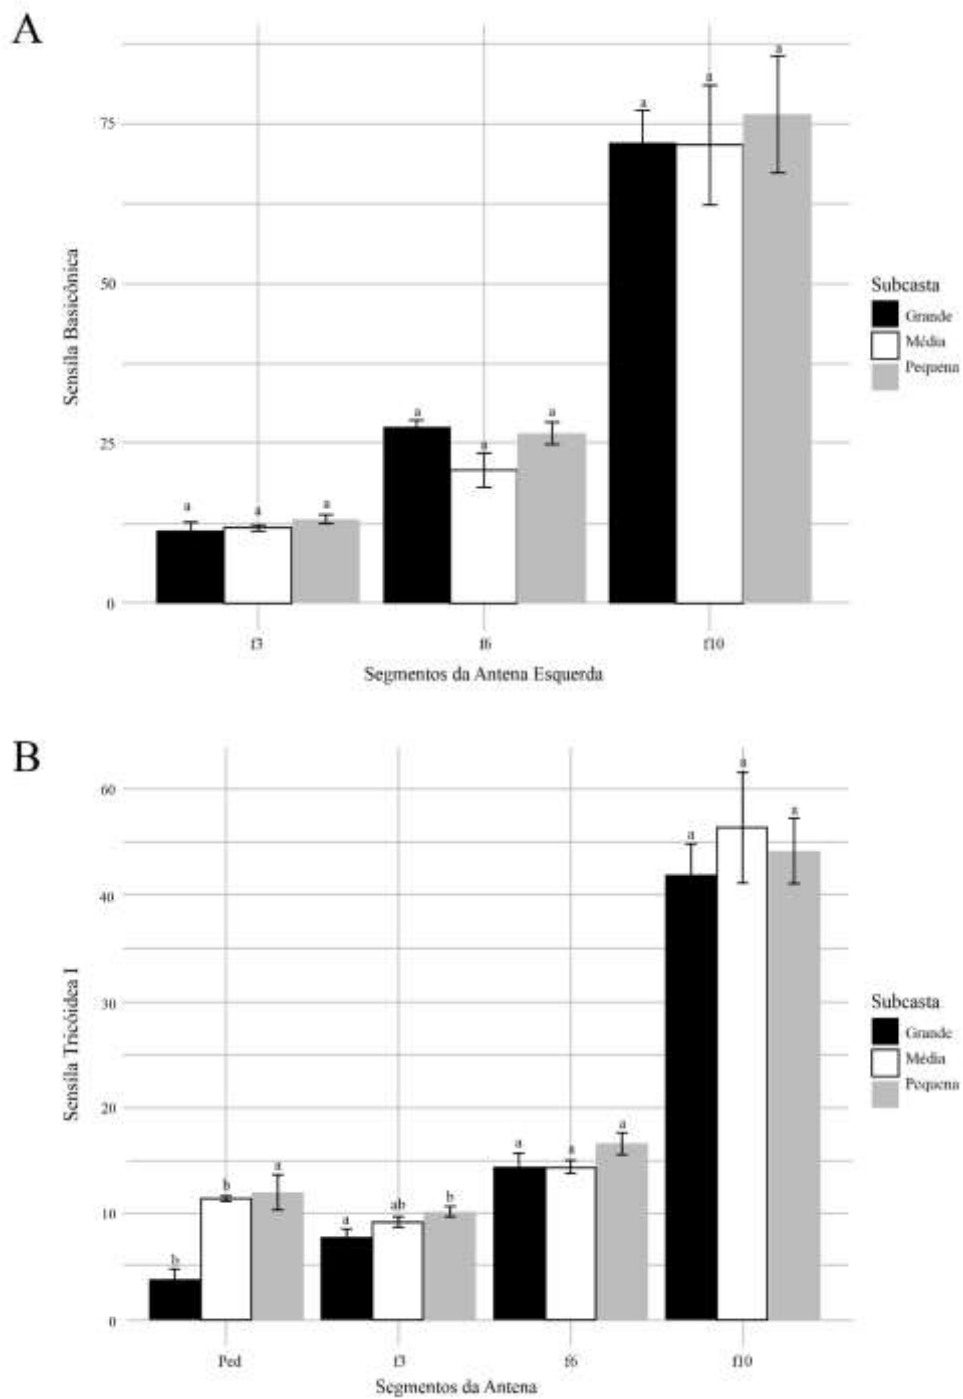 A
a a a
75
50
25
0
a a a
a a a
Sensila Basicônica
f3 f6 f10
Segmentos da Antena Esquerda
Subcasta
Grande
Média
Pequena
B
60
40
30
20
10
0
Sensila Tricóidea I
b b a
a ab b
a a a
a a a
Ped f3 f6 f10
Segmentos da Antena
Subcasta
Grande
Média
Pequena